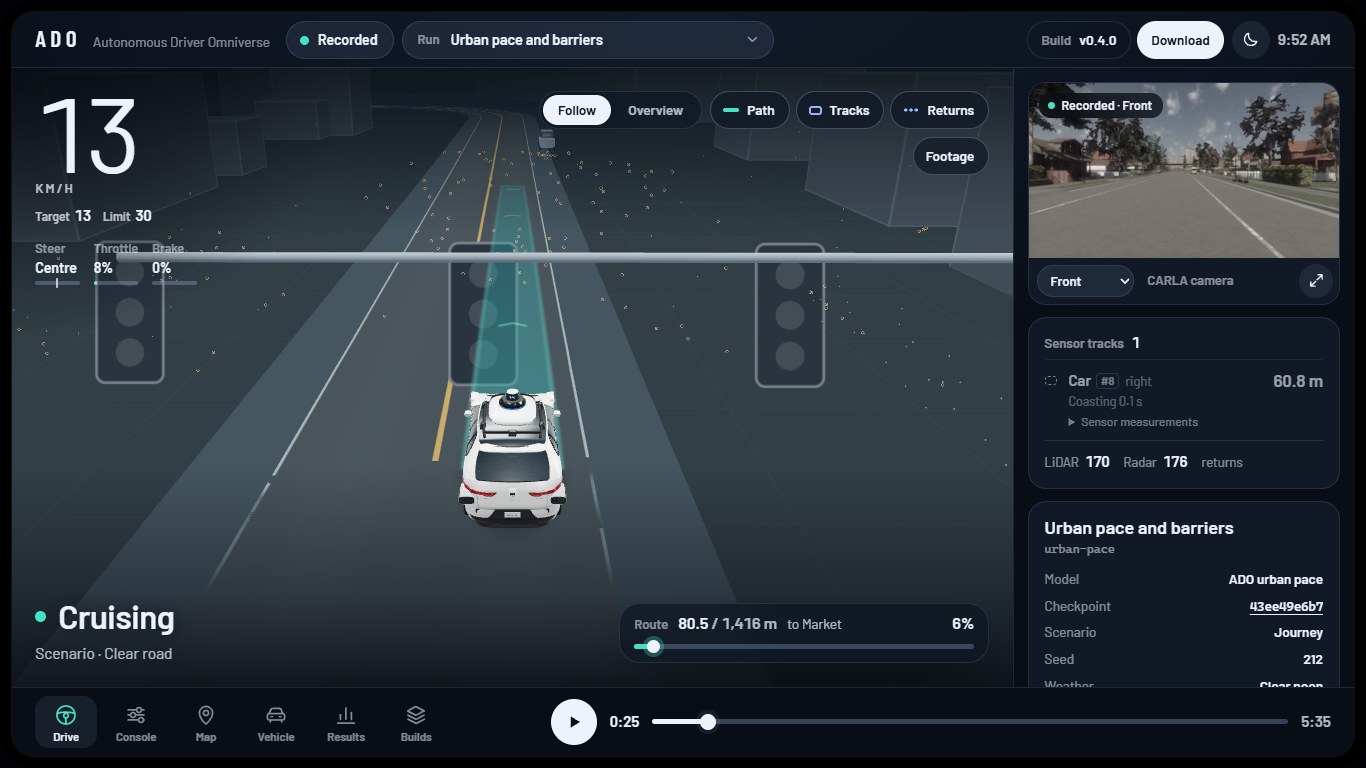 ADO Autonomous Driver Omniverse Recorded Run Urban pace and barriers Build v0.4.0 Download 9:52 AM
13
KM/H
Target 13 Limit 30
Steer Throttle Brake
Centre 8% 0%
Follow Overview Path Tracks Returns
Footage
Recorded · Front
Front CARLA camera
Sensor tracks 1
Car #8 right 60.8 m
Coasting 0.1 s
Sensor measurements
LiDAR 170 Radar 176 returns
Urban pace and barriers
urban-pace
Model ADO urban pace
Checkpoint 43ee49e6b7
Scenario Journey
Seed 212
Weather Clear noon
Cruising
Scenario · Clear road
Route 80.5 / 1,416 m to Market 6%
Drive Console Map Vehicle Results Builds
0:25 5:35